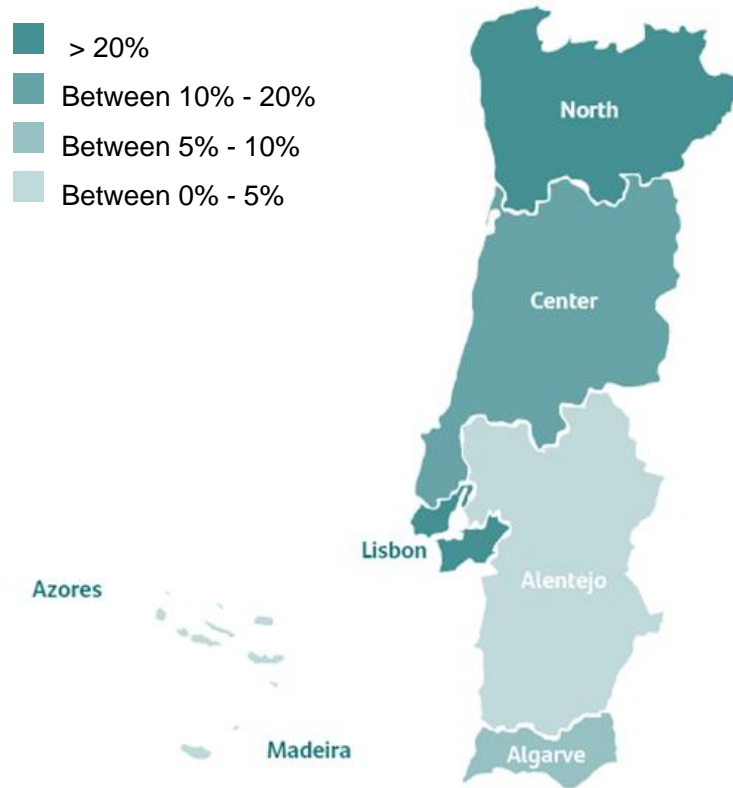 > 20%
Between 10% - 20%
Between 5% - 10%
Between 0% - 5%
North
Center
Lisbon
Alentejo
Azores
Madeira
Algarve